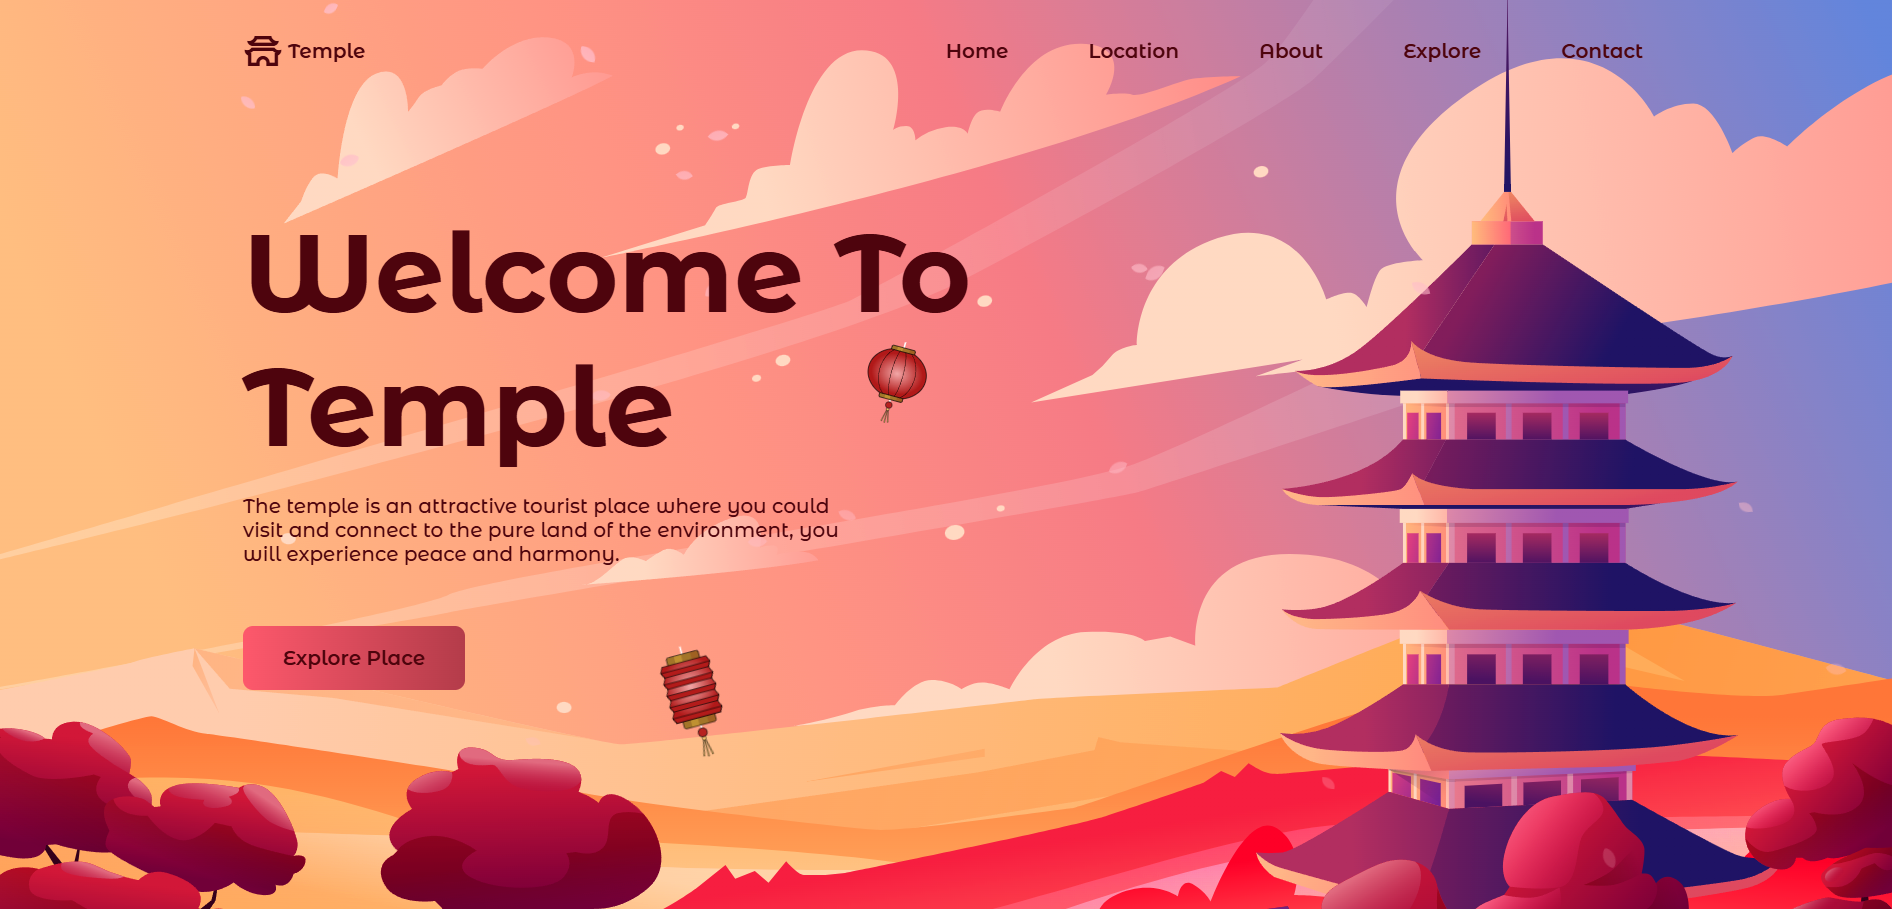 Temple
Home
Location
About
Explore
Contact
Welcome To
Temple
The temple is an attractive tourist place where you could
visit and connect to the pure land of the environment, you
will experience peace and harmony.
Explore Place